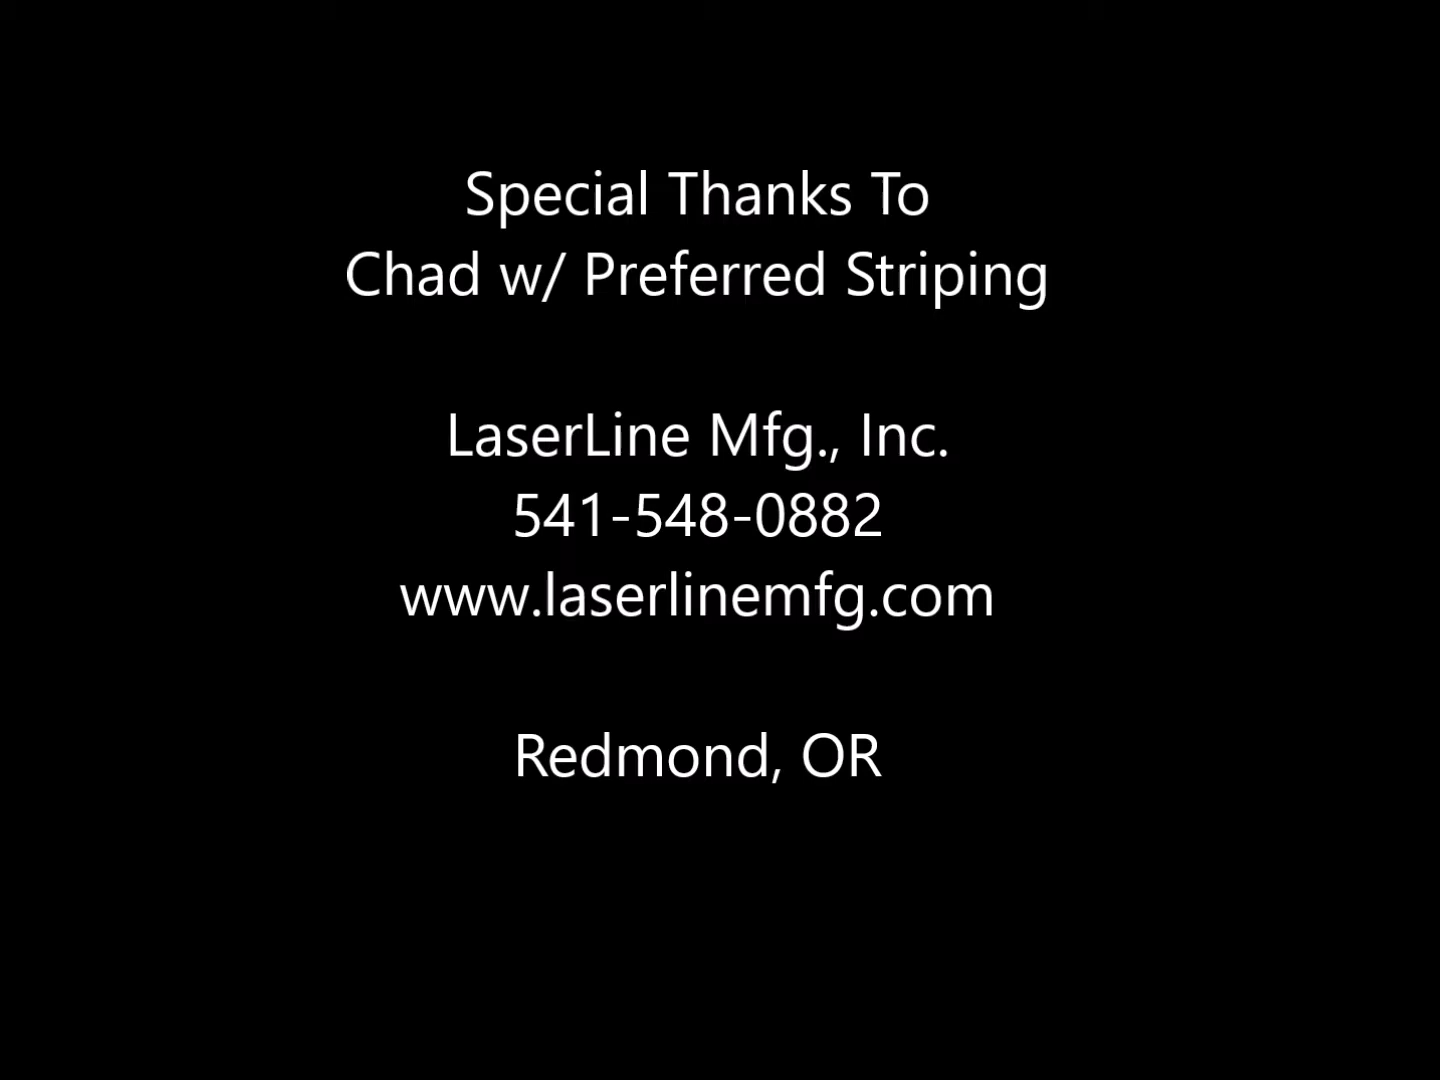 Special Thanks To
Chad w/ Preferred Striping
LaserLine Mfg., Inc.
541-548-0882
www.laserlinemfg.com
Redmond, OR